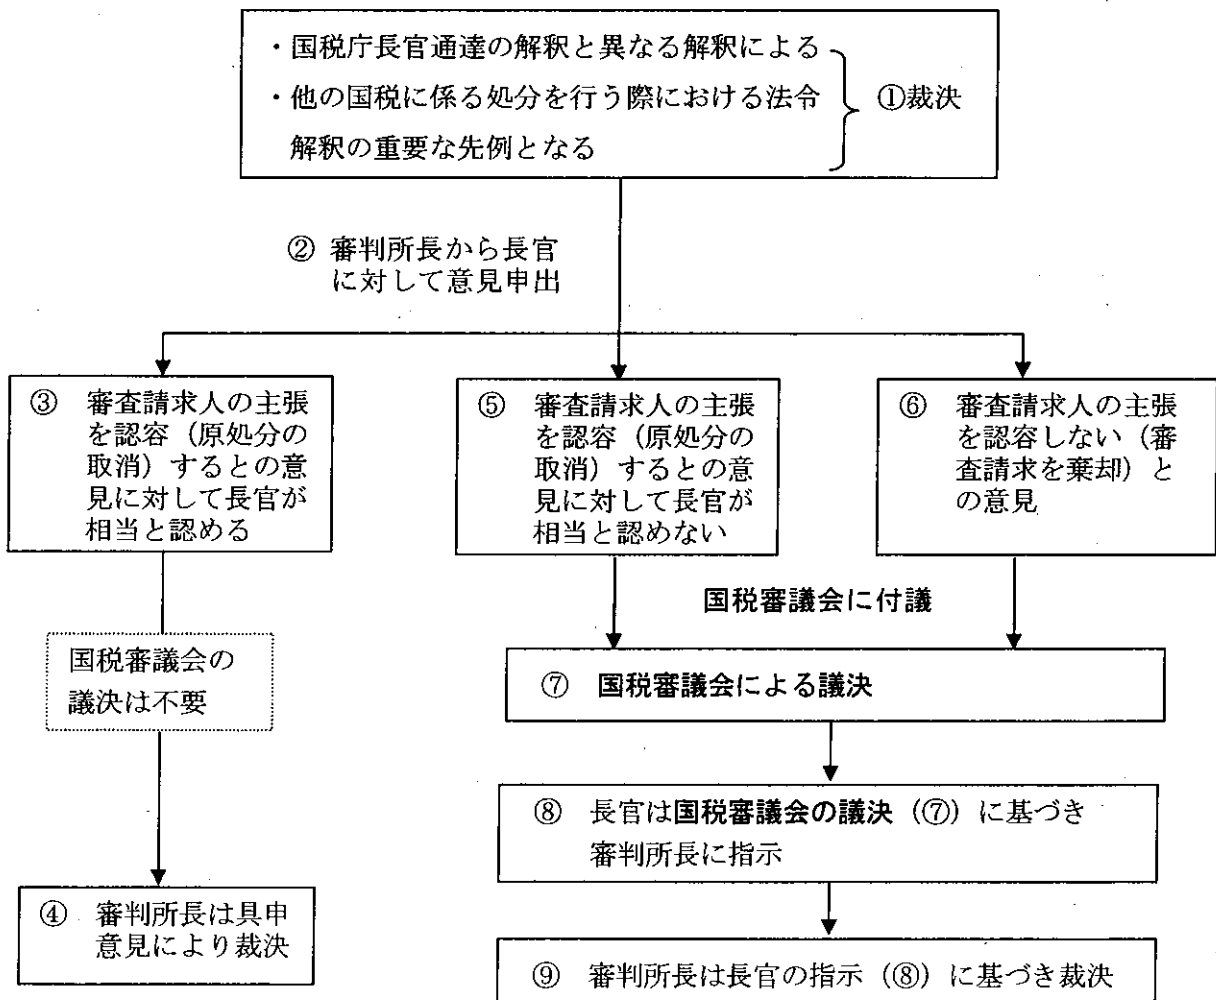 ・国税庁長官通達の解釈と異なる解釈による
・他の国税に係る処分を行う際における法令
解釈の重要な先例となる
①裁決
② 審判所長から長官
に対して意見申出
③ 審査請求人の主張
を認容（原処分の
取消）するとの意
見に対して長官が
相当と認める
⑤ 審査請求人の主張
を認容（原処分の
取消）するとの意
見に対して長官が
相当と認めない
⑥ 審査請求人の主張
を認容しない（審
査請求を棄却）と
の意見
国税審議会に付議
国税審議会の
議決は不要
⑦ 国税審議会による議決
⑧ 長官は国税審議会の議決（⑦）に基づき
審判所長に指示
④ 審判所長は具申
意見により裁決
⑨ 審判所長は長官の指示（⑧）に基づき裁決